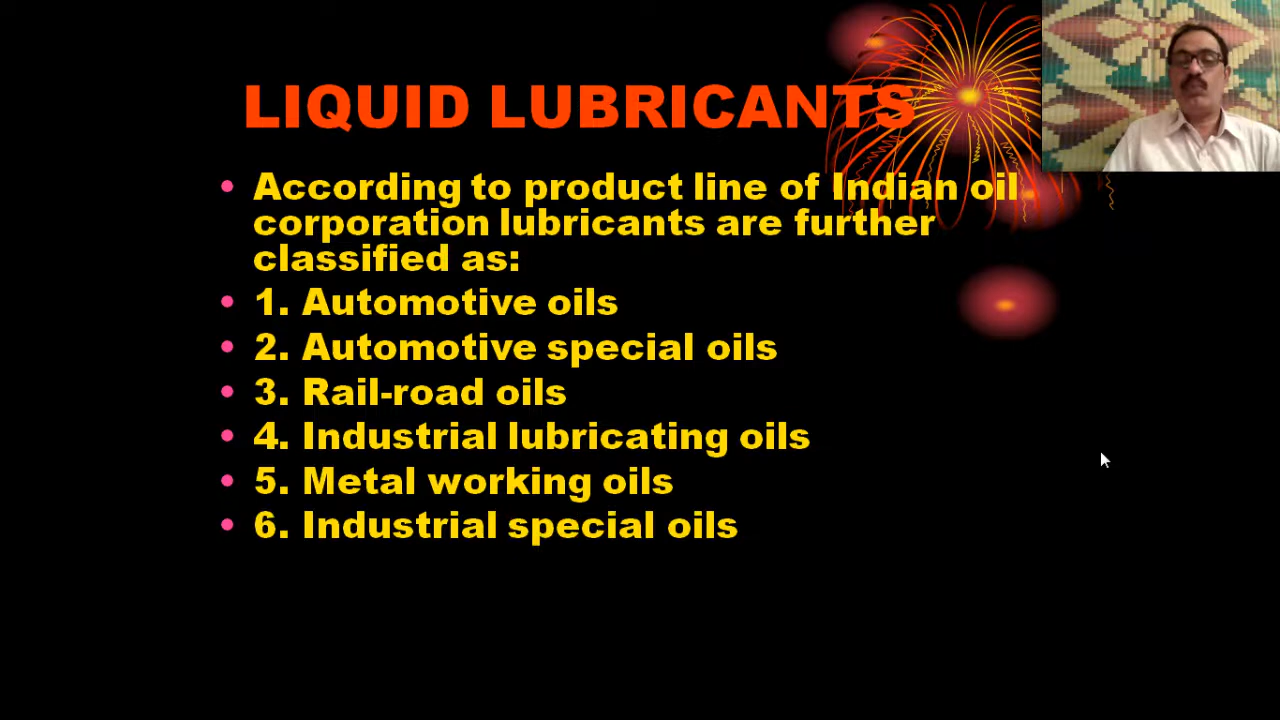 LIQUID LUBRICANTS
• According to product line of Indian oil
corporation lubricants are further
classified as:
• 1. Automotive oils
• 2. Automotive special oils
• 3. Rail-road oils
• 4. Industrial lubricating oils
• 5. Metal working oils
• 6. Industrial special oils